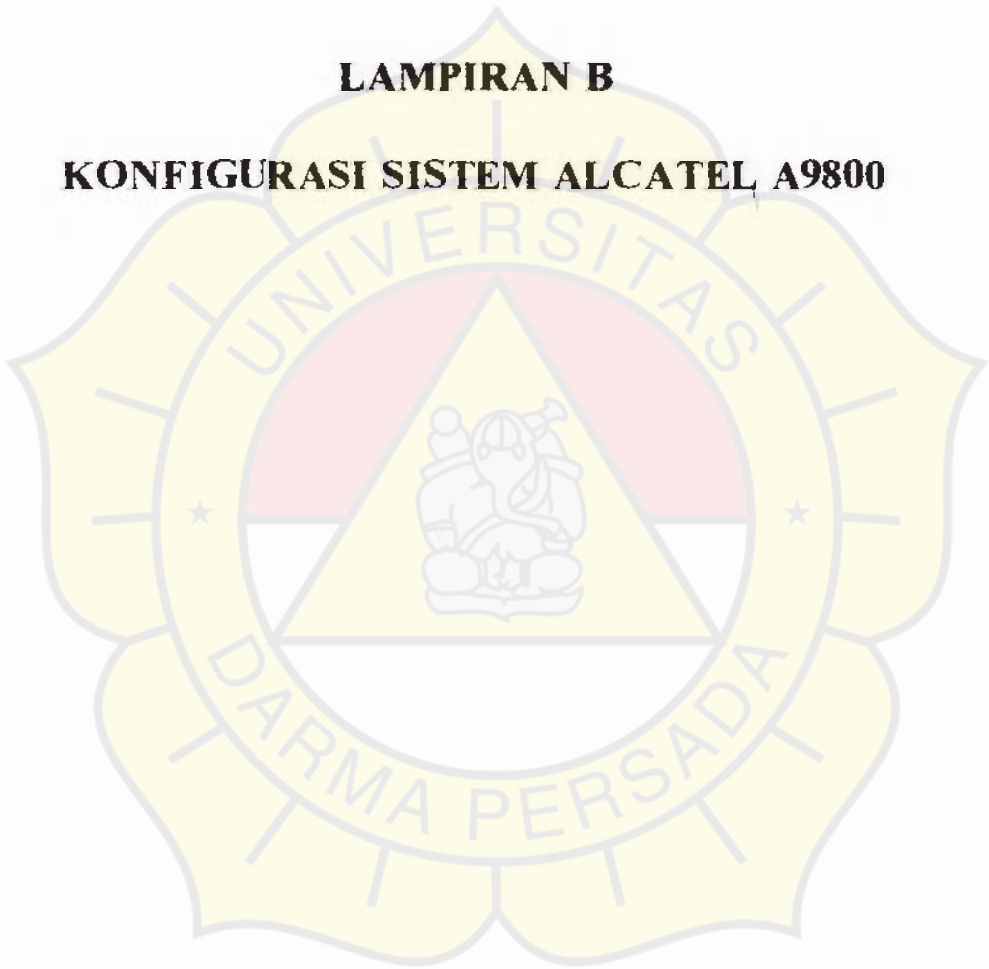 LAMPIRAN B
KONFIGURASI SISTEM ALCATEL A9800
UNIVERSITAS
DARMA PERSADA